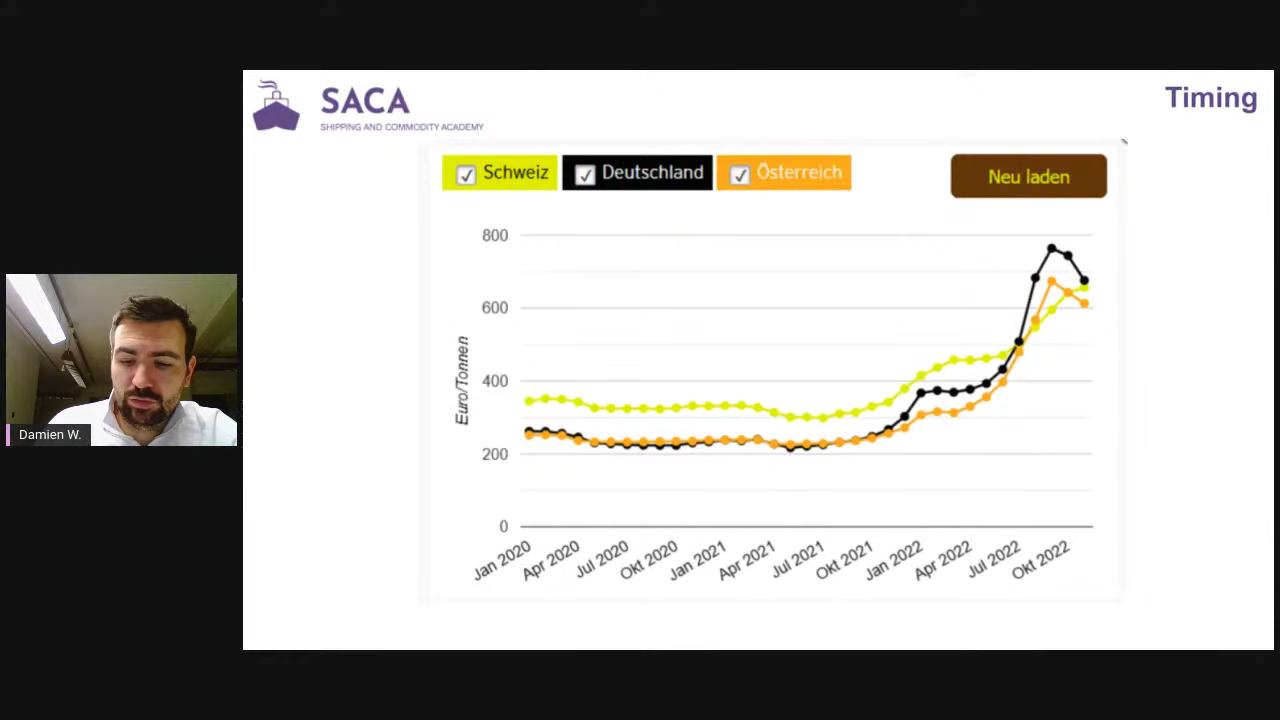 SACA
SHIPPING AND COMMODITY ACADEMY
Timing
Schweiz
Deutschland
Österreich
Neu laden
800
600
400
200
0
Euro/Tonnen
Jan 2020
Apr 2020
Jul 2020
Okt 2020
Jan 2021
Apr 2021
Jul 2021
Okt 2021
Jan 2022
Apr 2022
Jul 2022
Okt 2022
Damien W.